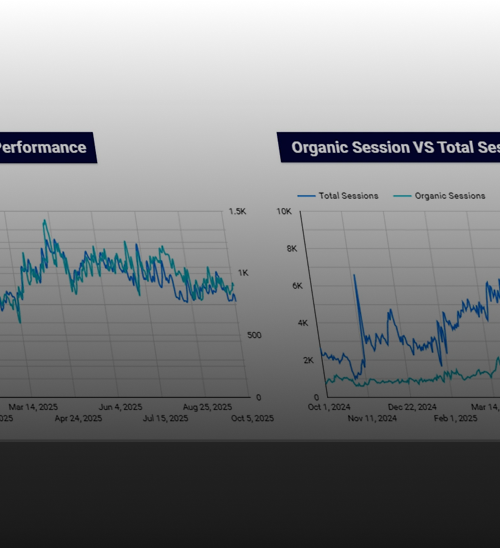 Performance
Organic Session VS Total Ses
Total Sessions
Organic Sessions
1.5K
1K
500
0
Mar 14, 2025
Jun 4, 2025
Aug 25, 2025
025
Apr 24, 2025
Jul 15, 2025
Oct 5, 2025
10K
8K
6K
4K
2K
0
Oct 1, 2024
Dec 22, 2024
Mar 14,
Nov 11, 2024
Feb 1, 2025